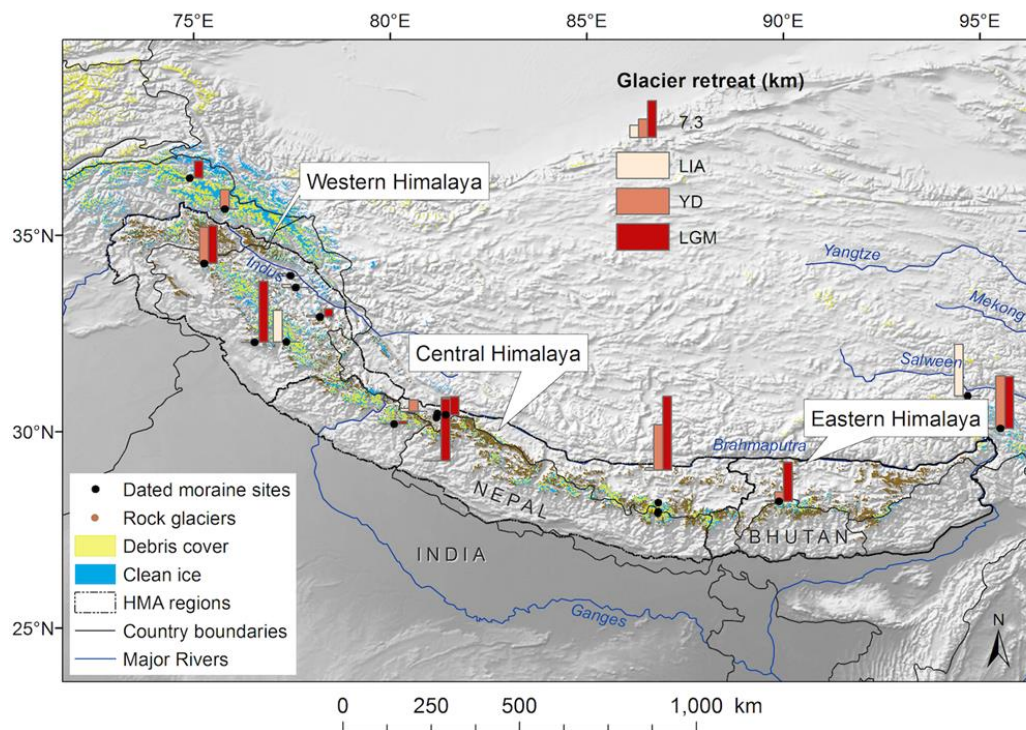 75°E
80°E
85°E
90°E
95°E
Glacier retreat (km)
7,3
LIA
YD
LGM
Western Himalaya
35°N
Indus
Yangtze
Mekong
Salween
Central Himalaya
Eastern Himalaya
30°N
Brahmaputra
NEPAL
BHUTAN
INDIA
Ganges
25°N
Dated moraine sites
Rock glaciers
Debris cover
Clean ice
HMA regions
Country boundaries
Major Rivers
N
0 250 500 1,000 km